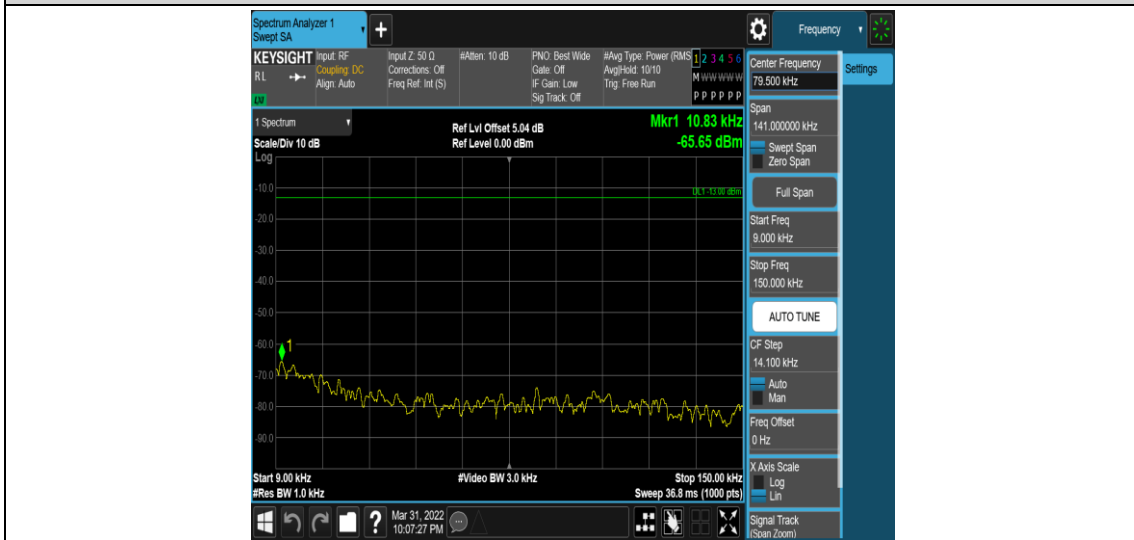 Spectrum Analyzer 1
Swept SA
+
Frequency
KEYSIGHT
RL
Input: RF
Coupling: DC
Align: Auto
Input Z: 50 Ω
Corrections: Off
Freq Ref: Int (S)
#Atten: 10 dB
PNO: Best Wide
Gate: Off
IF Gain: Low
Sig Track: Off
#Avg Type: Power (RMS
Avg|Hold: 10/10
Trig: Free Run
1 2 3 4 5 6
M W W W W W
P P P P P P
1 Spectrum
Scale/Div 10 dB
Log
Ref Lvl Offset 5.04 dB
Ref Level 0.00 dBm
Mkr1 10.83 kHz
-65.65 dBm
DL1 -13.00 dBm
-10.0
-20.0
-30.0
-40.0
-50.0
-60.0
1
-70.0
-80.0
-90.0
Start 9.00 kHz
#Res BW 1.0 kHz
#Video BW 3.0 kHz
Stop 150.00 kHz
Sweep 36.8 ms (1000 pts)
Center Frequency
79.500 kHz
Settings
Span
141.000000 kHz
Swept Span
Zero Span
Full Span
Start Freq
9.000 kHz
Stop Freq
150.000 kHz
AUTO TUNE
CF Step
14.100 kHz
Auto
Man
Freq Offset
0 Hz
X Axis Scale
Log
Lin
Signal Track
(Span Zoom)
?
Mar 31, 2022
10:07:27 PM